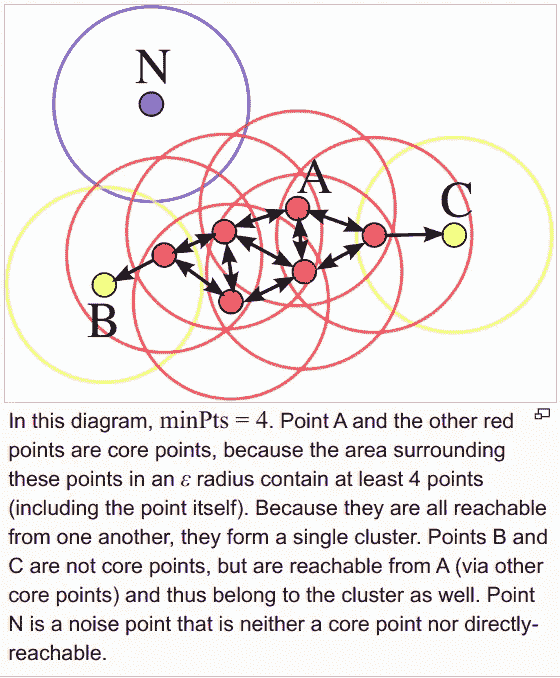 N
A
C
B
In this diagram, minPts = 4. Point A and the other red
points are core points, because the area surrounding
these points in an ε radius contain at least 4 points
(including the point itself). Because they are all reachable
from one another, they form a single cluster. Points B and
C are not core points, but are reachable from A (via other
core points) and thus belong to the cluster as well. Point
N is a noise point that is neither a core point nor directly-
reachable.